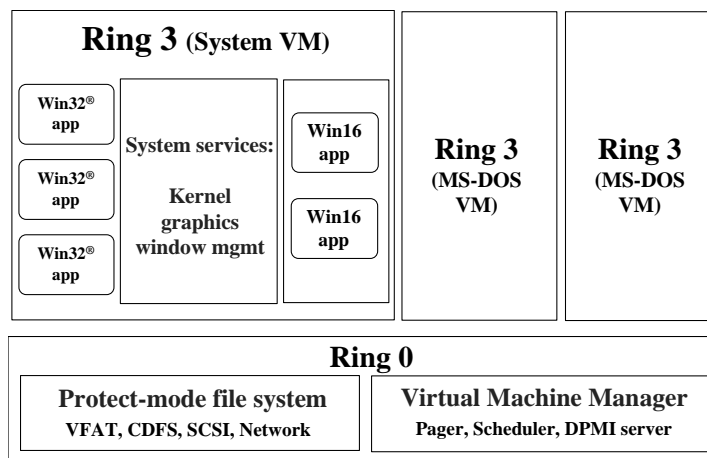 Ring 3 (System VM)
Win32®
app
Win32®
app
Win32®
app
System services:
Kernel
graphics
window mgmt
Win16
app
Win16
app
Ring 3
(MS-DOS
VM)
Ring 3
(MS-DOS
VM)
Ring 0
Protect-mode file system
VFAT, CDFS, SCSI, Network
Virtual Machine Manager
Pager, Scheduler, DPMI server